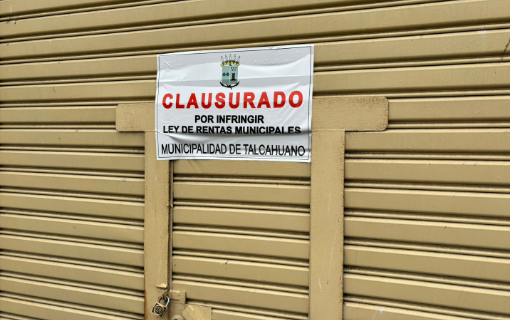 CLAUSURADO
POR INFRINGIR
LEY DE RENTAS MUNICIPALES
MUNICIPALIDAD DE TALCAHUANO